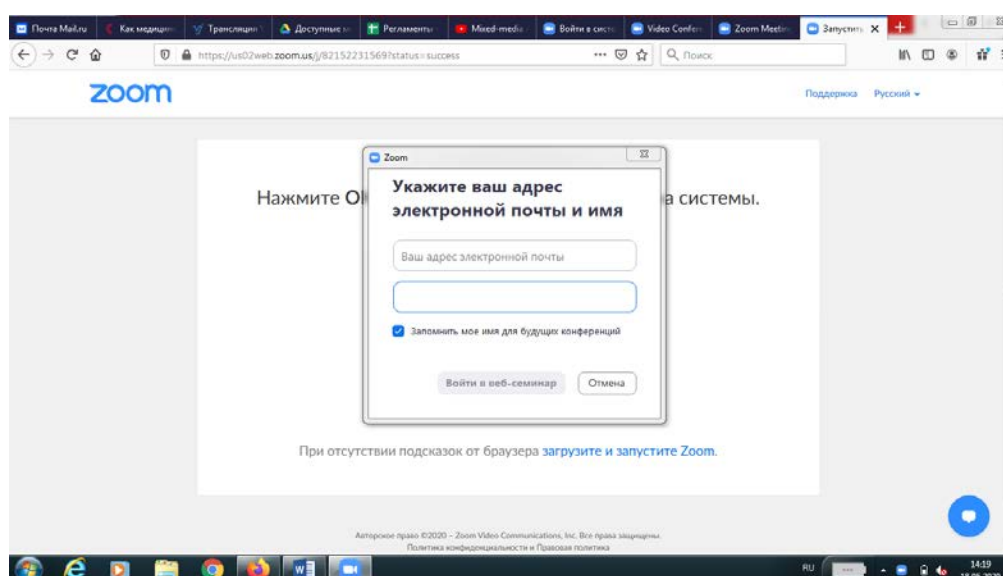 Почта Mail.ru
Как медицинс
Трансляции
Доступные м
Регламенты
Mixed-media
Войти в систе
Video Confere
Zoom Meetin
Запустить
https://us02web.zoom.us/j/82152231569?status=success
Поиск
zoom
Поддержка
Русский
Zoom
Укажите ваш адрес
электронной почты и имя
Нажмите
а системы.
Ваш адрес электронной почты
Запомнить мое имя для будущих конференций
Войти в веб-семинар
Отмена
При отсутствии подсказок от браузера загрузите и запустите Zoom.
Авторское право ©2020 – Zoom Video Communications, Inc. Все права защищены.
Политика конфиденциальности и Правовая политика
RU
14:19